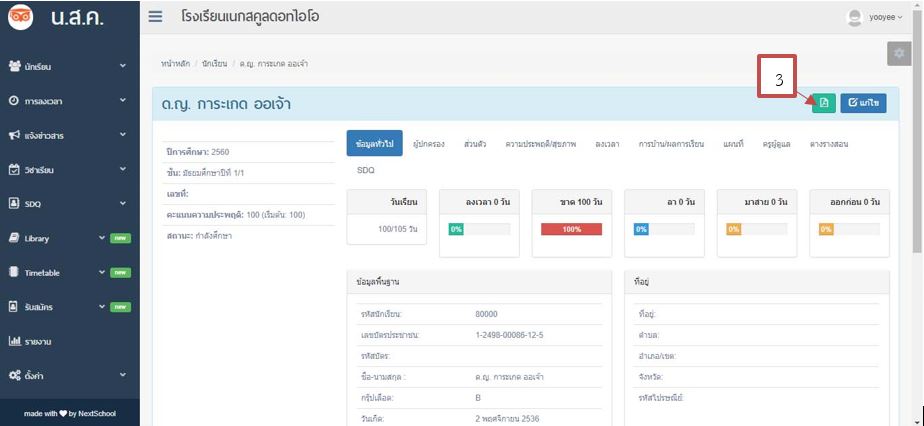 น.ส.ค.
โรงเรียนเนกสคูลดอทไอโอ
yooyee
นักเรียน
การลงเวลา
แจ้งข่าวสาร
วิชาเรียน
SDQ
Library new
Timetable new
รับสมัคร new
รายงาน
ตั้งค่า
made with by NextSchool
หน้าหลัก / นักเรียน / ด.ญ. การะเกด ออเจ้า
3
ด.ญ. การะเกด ออเจ้า
แก้ไข
ปีการศึกษา: 2560
ชั้น: มัธยมศึกษาปีที่ 1/1
เลขที่:
คะแนนความประพฤติ: 100 (เริ่มต้น: 100)
สถานะ: กำลังศึกษา
ข้อมูลทั่วไป ผู้ปกครอง ส่วนตัว ความประพฤติ/สุขภาพ ลงเวลา การบ้าน/ผลการเรียน แผนที่ ครูผู้ดูแล ตารางสอน
SDQ
วันเรียน
100/105 วัน
ลงเวลา 0 วัน
0%
ขาด 100 วัน
100%
ลา 0 วัน
0%
มาสาย 0 วัน
0%
ออกก่อน 0 วัน
0%
ข้อมูลพื้นฐาน
รหัสนักเรียน: 80000
เลขบัตรประชาชน: 1-2498-00086-12-5
รหัสบัตร:
ชื่อ-นามสกุล : ด.ญ. การะเกด ออเจ้า
กรุ๊ปเลือด: B
วันเกิด: 2 พฤศจิกายน 2536
ที่อยู่
ที่อยู่:
ตำบล:
อำเภอ/เขต:
จังหวัด:
รหัสไปรษณีย์: